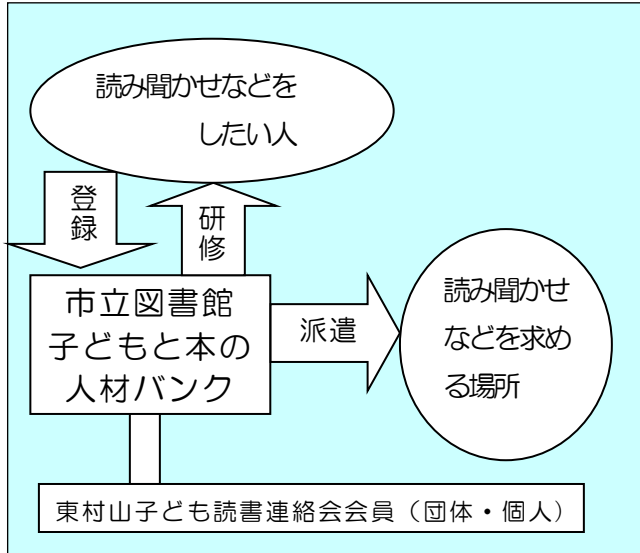 読み聞かせなどを
したい人
登録
研修
市立図書館
子どもと本の
人材バンク
派遣
読み聞かせ
などを求め
る場所
東村山子ども読書連絡会会員（団体・個人）